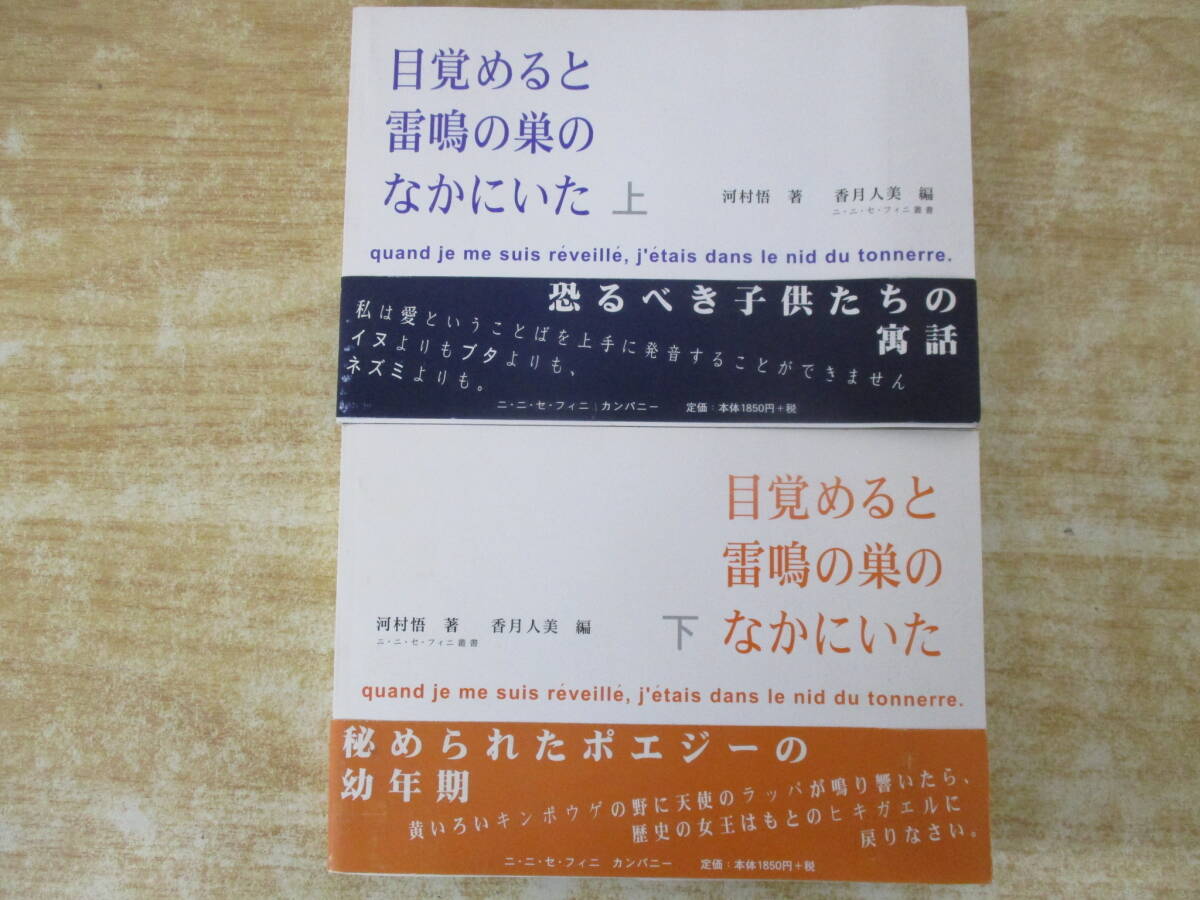 目覚めると
雷鳴の巣の
なかにいた 上
河村悟 著 香月人美 編
ニ・ニ・セ・フィニ叢書
quand je me suis réveillé, j'étais dans le nid du tonnerre.
恐るべき子供たちの
寓話
私は愛ということばを上手に発音することができません
イヌよりもブタよりも、
ネズミよりも。
ニ・ニ・セ・フィニ カンパニー 定価：本体1850円＋税
目覚めると
雷鳴の巣の
下 なかにいた
河村悟 著 香月人美 編
ニ・ニ・セ・フィニ叢書
quand je me suis réveillé, j'étais dans le nid du tonnerre.
秘められたポエジーの
幼年期
黄いろいキンポウゲの野に天使のラッパが鳴り響いたら、
歴史の女王はもとのヒキガエルに
戻りなさい。
ニ・ニ・セ・フィニ カンパニー 定価：本体1850円＋税